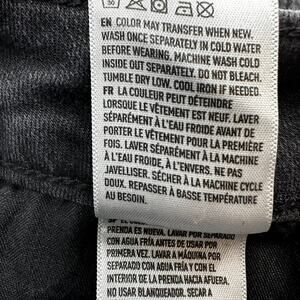 30
EN COLOR MAY TRANSFER WHEN NEW.
WASH ONCE SEPARATELY IN COLD WATER
BEFORE WEARING. MACHINE WASH COLD
INSIDE OUT SEPARATELY. DO NOT BLEACH.
TUMBLE DRY LOW. COOL IRON IF NEEDED.
FR LA COULEUR PEUT DÉTEINDRE
LORSQUE LE VÊTEMENT EST NEUF. LAVER
SÉPARÉMENT À L'EAU FROIDE AVANT DE
PORTER LE VÊTEMENT POUR LA PREMIÈRE
FOIS. LAVER SÉPARÉMENT À LA MACHINE
À L'EAU FROIDE, À L'ENVERS. NE PAS
JAVELLISER. SÉCHER À LA MACHINE CYCLE
DOUX. REPASSER À BASSE TEMPÉRATURE
AU BESOIN.
SP EL COLOR
PRENDA ES NUEVA. LAVAR POR SEPARADO
CON AGUA FRÍA ANTES DE USAR POR
PRIMERA VEZ. LAVAR A MÁQUINA POR
SEPARADO CON AGUA FRÍA Y CON EL
INTERIOR DE LA PRENDA HACIA AFUERA.
NO USAR BLANQUEADOR. SECAR A